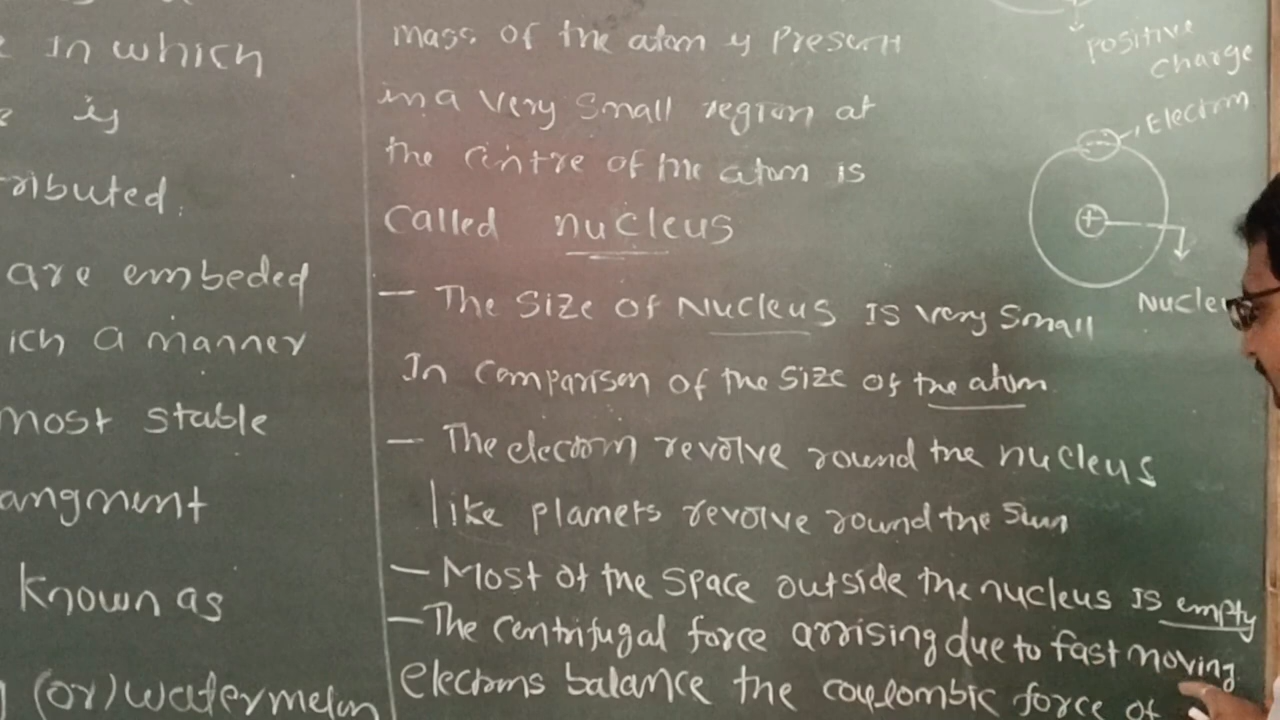 in which
is
ributed.
are embeded
ich a manner
most stable
angment
known as
(or) watermelon
mass of the atom is present
in a very small region at
the centre of the atom is
called nucleus
- The size of Nucleus is very small
In comparison of the size of the atom
- The electron revolve round the nucleus
like planets revolve round the sun
- Most of the space outside the nucleus is empty
- The centrifugal force arrising due to fast moving
electrons balance the coulombic force of
positive
charge
Electron
--
+
Nucleu